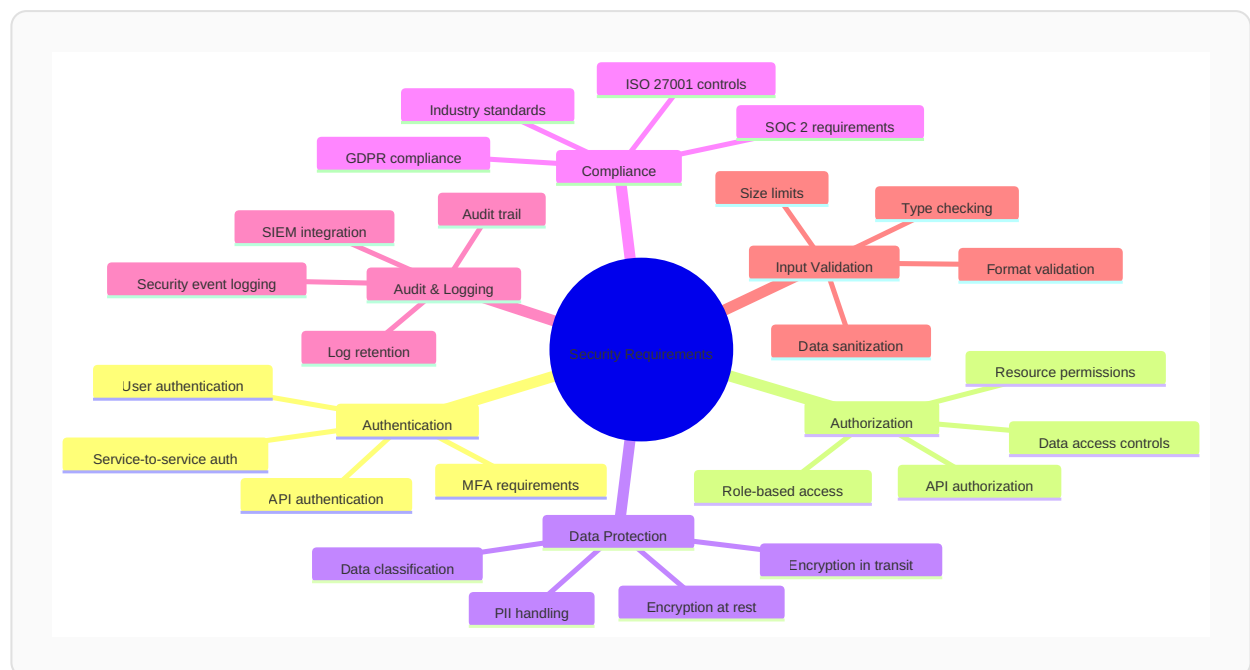 ISO 27001 controls
Industry standards
SOC 2 requirements
GDPR compliance
Compliance
Size limits
Type checking
Audit trail
SIEM integration
Input Validation
Format validation
Security event logging
Audit & Logging
Data sanitization
Log retention
Security Requirements
Resource permissions
User authentication
Authentication
Authorization
Data access controls
Service-to-service auth
MFA requirements
API authentication
Role-based access
API authorization
Data Protection
Data classification
Encryption in transit
PII handling
Encryption at rest